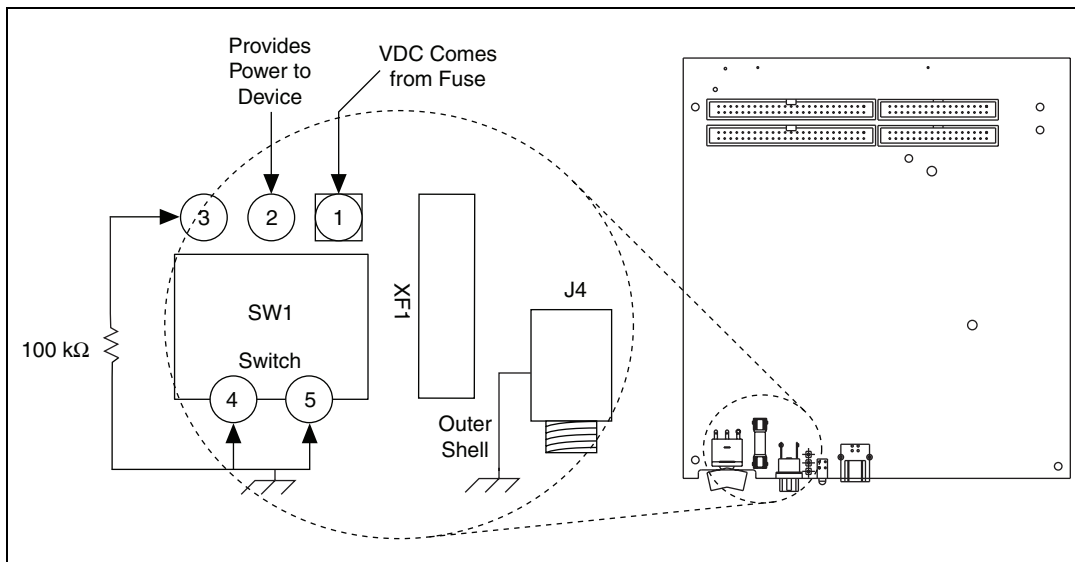 Provides
Power to
Device
VDC Comes
from Fuse
3
2
1
SW1
Switch
4
5
100 kΩ
XF1
J4
Outer
Shell